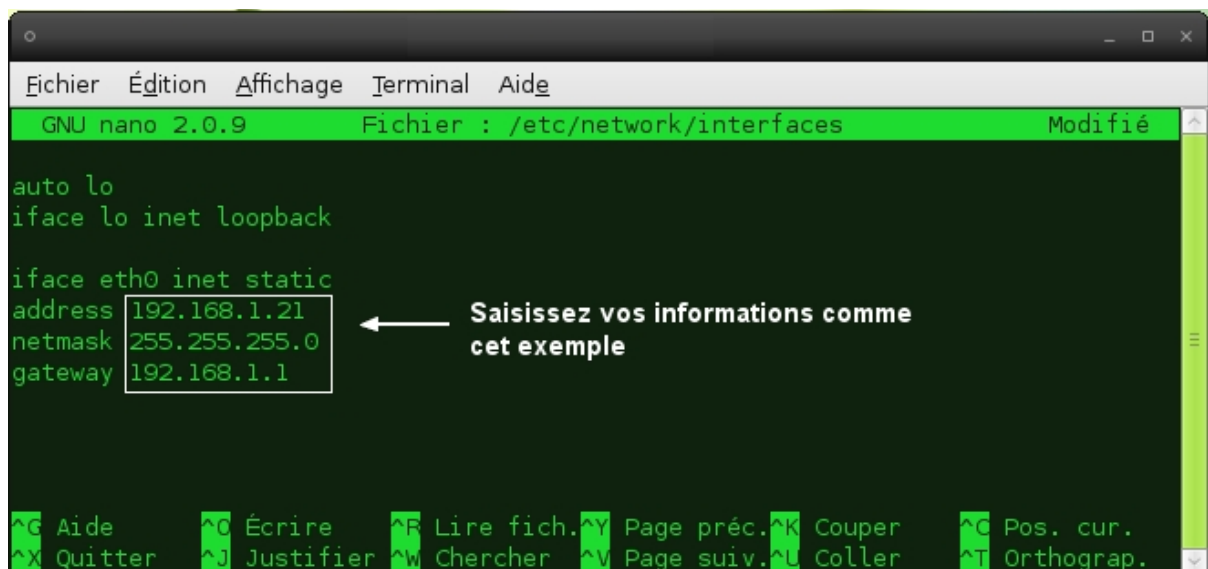 Fichier Édition Affichage Terminal Aide
GNU nano 2.0.9 Fichier : /etc/network/interfaces Modifié
auto lo
iface lo inet loopback
iface eth0 inet static
address 192.168.1.21
netmask 255.255.255.0
gateway 192.168.1.1
Saisissez vos informations comme
cet exemple
^G Aide ^O Écrire ^R Lire fich. ^Y Page préc. ^K Couper ^C Pos. cur.
^X Quitter ^J Justifier ^W Chercher ^V Page suiv. ^U Coller ^T Orthograp.